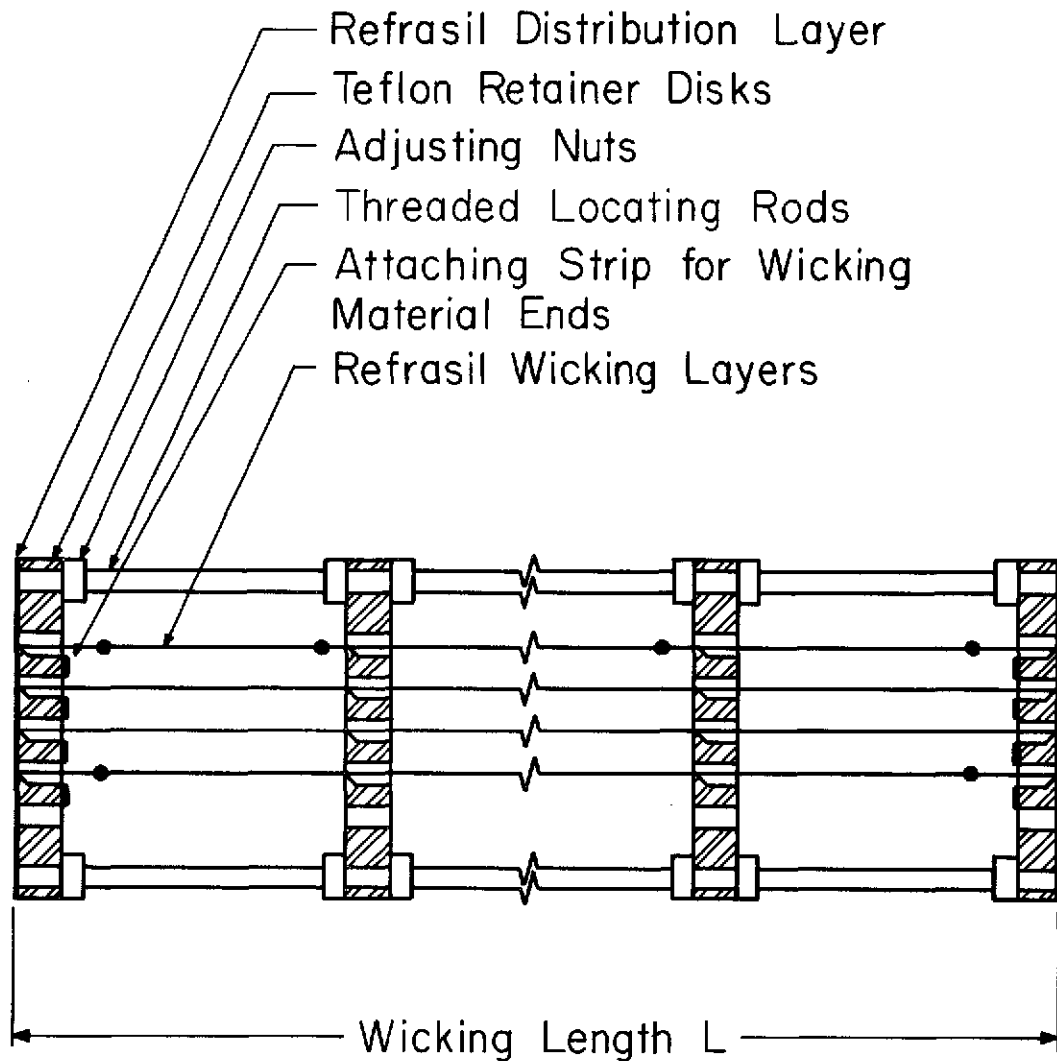 Refrasil Distribution Layer
Teflon Retainer Disks
Adjusting Nuts
Threaded Locating Rods
Attaching Strip for Wicking
Material Ends
Refrasil Wicking Layers
Wicking Length L